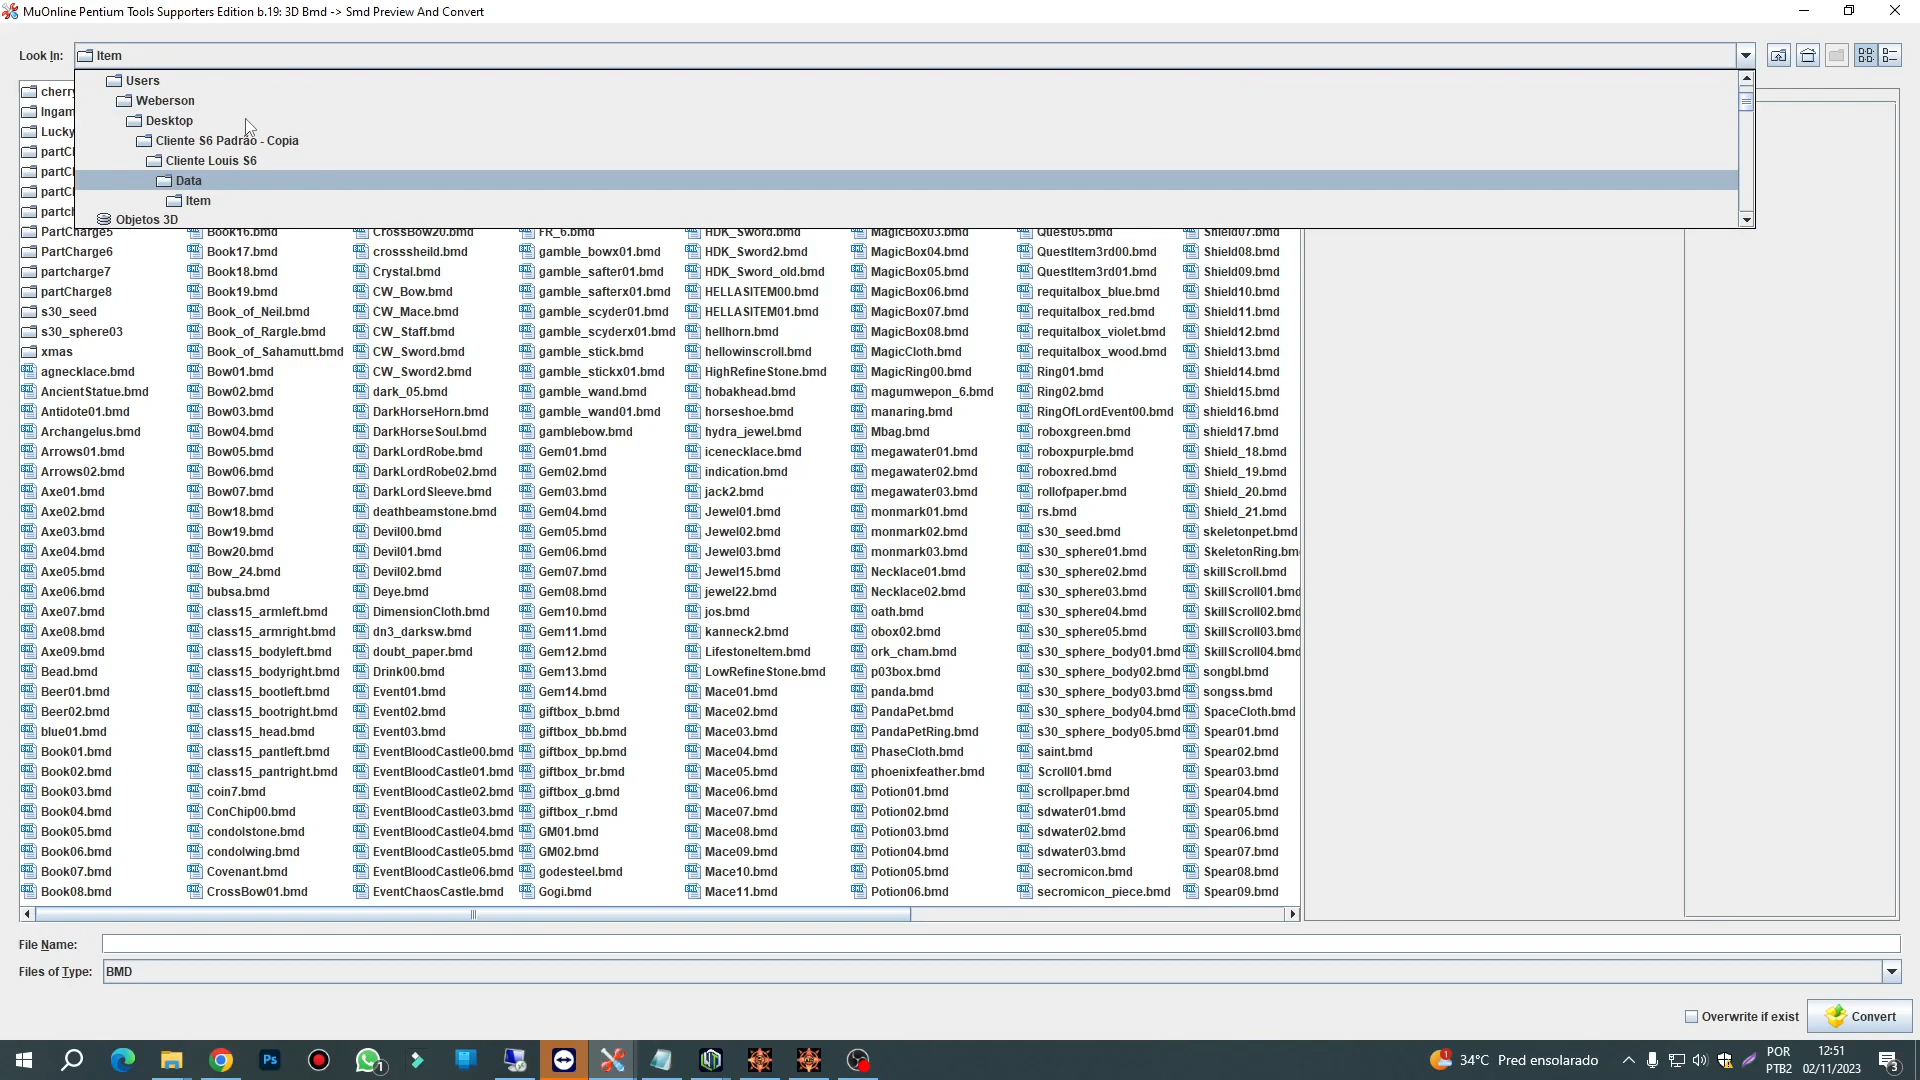 MuOnline Pentium Tools Supporters Edition b.19: 3D Bmd -> Smd Preview And Convert
Look In:
Item
Users
Weberson
Desktop
Cliente S6 Padrão - Copia
Cliente Louis S6
Data
Item
Objetos 3D
cherry
Ingam
Lucky
PartCharge5
PartCharge6
partcharge7
partCharge8
s30_seed
s30_sphere03
xmas
agnecklace.bmd
AncientStatue.bmd
Antidote01.bmd
Archangelus.bmd
Arrows01.bmd
Arrows02.bmd
Axe01.bmd
Axe02.bmd
Axe03.bmd
Axe04.bmd
Axe05.bmd
Axe06.bmd
Axe07.bmd
Axe08.bmd
Axe09.bmd
Bead.bmd
Beer01.bmd
Beer02.bmd
blue01.bmd
Book01.bmd
Book02.bmd
Book03.bmd
Book04.bmd
Book05.bmd
Book06.bmd
Book07.bmd
Book08.bmd
Book16.bmd
Book17.bmd
Book18.bmd
Book19.bmd
Book_of_Neil.bmd
Book_of_Rargle.bmd
Book_of_Sahamutt.bmd
Bow01.bmd
Bow02.bmd
Bow03.bmd
Bow04.bmd
Bow05.bmd
Bow06.bmd
Bow07.bmd
Bow18.bmd
Bow19.bmd
Bow20.bmd
Bow_24.bmd
bubsa.bmd
class15_armleft.bmd
class15_armright.bmd
class15_bodyleft.bmd
class15_bodyright.bmd
class15_bootleft.bmd
class15_bootright.bmd
class15_head.bmd
class15_pantleft.bmd
class15_pantright.bmd
coin7.bmd
ConChip00.bmd
condolstone.bmd
condolwing.bmd
Covenant.bmd
CrossBow01.bmd
CrossBow20.bmd
crosssheild.bmd
Crystal.bmd
CW_Bow.bmd
CW_Mace.bmd
CW_Staff.bmd
CW_Sword.bmd
CW_Sword2.bmd
dark_05.bmd
DarkHorseHorn.bmd
DarkHorseSoul.bmd
DarkLordRobe.bmd
DarkLordRobe02.bmd
DarkLordSleeve.bmd
deathbeamstone.bmd
Devil00.bmd
Devil01.bmd
Devil02.bmd
Deye.bmd
DimensionCloth.bmd
dn3_darksw.bmd
doubt_paper.bmd
Drink00.bmd
Event01.bmd
Event02.bmd
Event03.bmd
EventBloodCastle00.bmd
EventBloodCastle01.bmd
EventBloodCastle02.bmd
EventBloodCastle03.bmd
EventBloodCastle04.bmd
EventBloodCastle05.bmd
EventBloodCastle06.bmd
EventChaosCastle.bmd
FR_6.bmd
gamble_bowx01.bmd
gamble_safter01.bmd
gamble_safterx01.bmd
gamble_scyder01.bmd
gamble_scyderx01.bmd
gamble_stick.bmd
gamble_stickx01.bmd
gamble_wand.bmd
gamble_wand01.bmd
gamblebow.bmd
Gem01.bmd
Gem02.bmd
Gem03.bmd
Gem04.bmd
Gem05.bmd
Gem06.bmd
Gem07.bmd
Gem08.bmd
Gem10.bmd
Gem11.bmd
Gem12.bmd
Gem13.bmd
Gem14.bmd
giftbox_b.bmd
giftbox_bb.bmd
giftbox_bp.bmd
giftbox_br.bmd
giftbox_g.bmd
giftbox_r.bmd
GM01.bmd
GM02.bmd
godesteel.bmd
Gogi.bmd
HDK_Sword.bmd
HDK_Sword2.bmd
HDK_Sword_old.bmd
HELLASITEM00.bmd
HELLASITEM01.bmd
hellhorn.bmd
hellowinscroll.bmd
HighRefineStone.bmd
hobakhead.bmd
horseshoe.bmd
hydra_jewel.bmd
icenecklace.bmd
indication.bmd
jack2.bmd
Jewel01.bmd
Jewel02.bmd
Jewel03.bmd
Jewel15.bmd
jewel22.bmd
jos.bmd
kanneck2.bmd
LifestoneItem.bmd
LowRefineStone.bmd
Mace01.bmd
Mace02.bmd
Mace03.bmd
Mace04.bmd
Mace05.bmd
Mace06.bmd
Mace07.bmd
Mace08.bmd
Mace09.bmd
Mace10.bmd
Mace11.bmd
MagicBox03.bmd
MagicBox04.bmd
MagicBox05.bmd
MagicBox06.bmd
MagicBox07.bmd
MagicBox08.bmd
MagicCloth.bmd
MagicRing00.bmd
magumwepon_6.bmd
manaring.bmd
Mbag.bmd
megawater01.bmd
megawater02.bmd
megawater03.bmd
monmark01.bmd
monmark02.bmd
monmark03.bmd
Necklace01.bmd
Necklace02.bmd
oath.bmd
obox02.bmd
ork_cham.bmd
p03box.bmd
panda.bmd
PandaPet.bmd
PandaPetRing.bmd
PhaseCloth.bmd
phoenixfeather.bmd
Potion01.bmd
Potion02.bmd
Potion03.bmd
Potion04.bmd
Potion05.bmd
Potion06.bmd
Quest05.bmd
QuestItem3rd00.bmd
QuestItem3rd01.bmd
requitalbox_blue.bmd
requitalbox_red.bmd
requitalbox_violet.bmd
requitalbox_wood.bmd
Ring01.bmd
Ring02.bmd
RingOfLordEvent00.bmd
roboxgreen.bmd
roboxpurple.bmd
roboxred.bmd
rollofpaper.bmd
rs.bmd
s30_seed.bmd
s30_sphere01.bmd
s30_sphere02.bmd
s30_sphere03.bmd
s30_sphere04.bmd
s30_sphere05.bmd
s30_sphere_body01.bmd
s30_sphere_body02.bmd
s30_sphere_body03.bmd
s30_sphere_body04.bmd
s30_sphere_body05.bmd
saint.bmd
Scroll01.bmd
scrollpaper.bmd
sdwater01.bmd
sdwater02.bmd
sdwater03.bmd
secromicon.bmd
secromicon_piece.bmd
Shield07.bmd
Shield08.bmd
Shield09.bmd
Shield10.bmd
Shield11.bmd
Shield12.bmd
Shield13.bmd
Shield14.bmd
Shield15.bmd
shield16.bmd
shield17.bmd
Shield_18.bmd
Shield_19.bmd
Shield_20.bmd
Shield_21.bmd
skeletonpet.bmd
SkeletonRing.bm
skillScroll.bmd
SkillScroll01.bmd
SkillScroll02.bmd
SkillScroll03.bmd
SkillScroll04.bmd
songbl.bmd
songss.bmd
SpaceCloth.bmd
Spear01.bmd
Spear02.bmd
Spear03.bmd
Spear04.bmd
Spear05.bmd
Spear06.bmd
Spear07.bmd
Spear08.bmd
Spear09.bmd
File Name:
Files of Type:
BMD
Overwrite if exist
Convert
34°C Pred ensolarado
POR
PTB2
12:51
02/11/2023